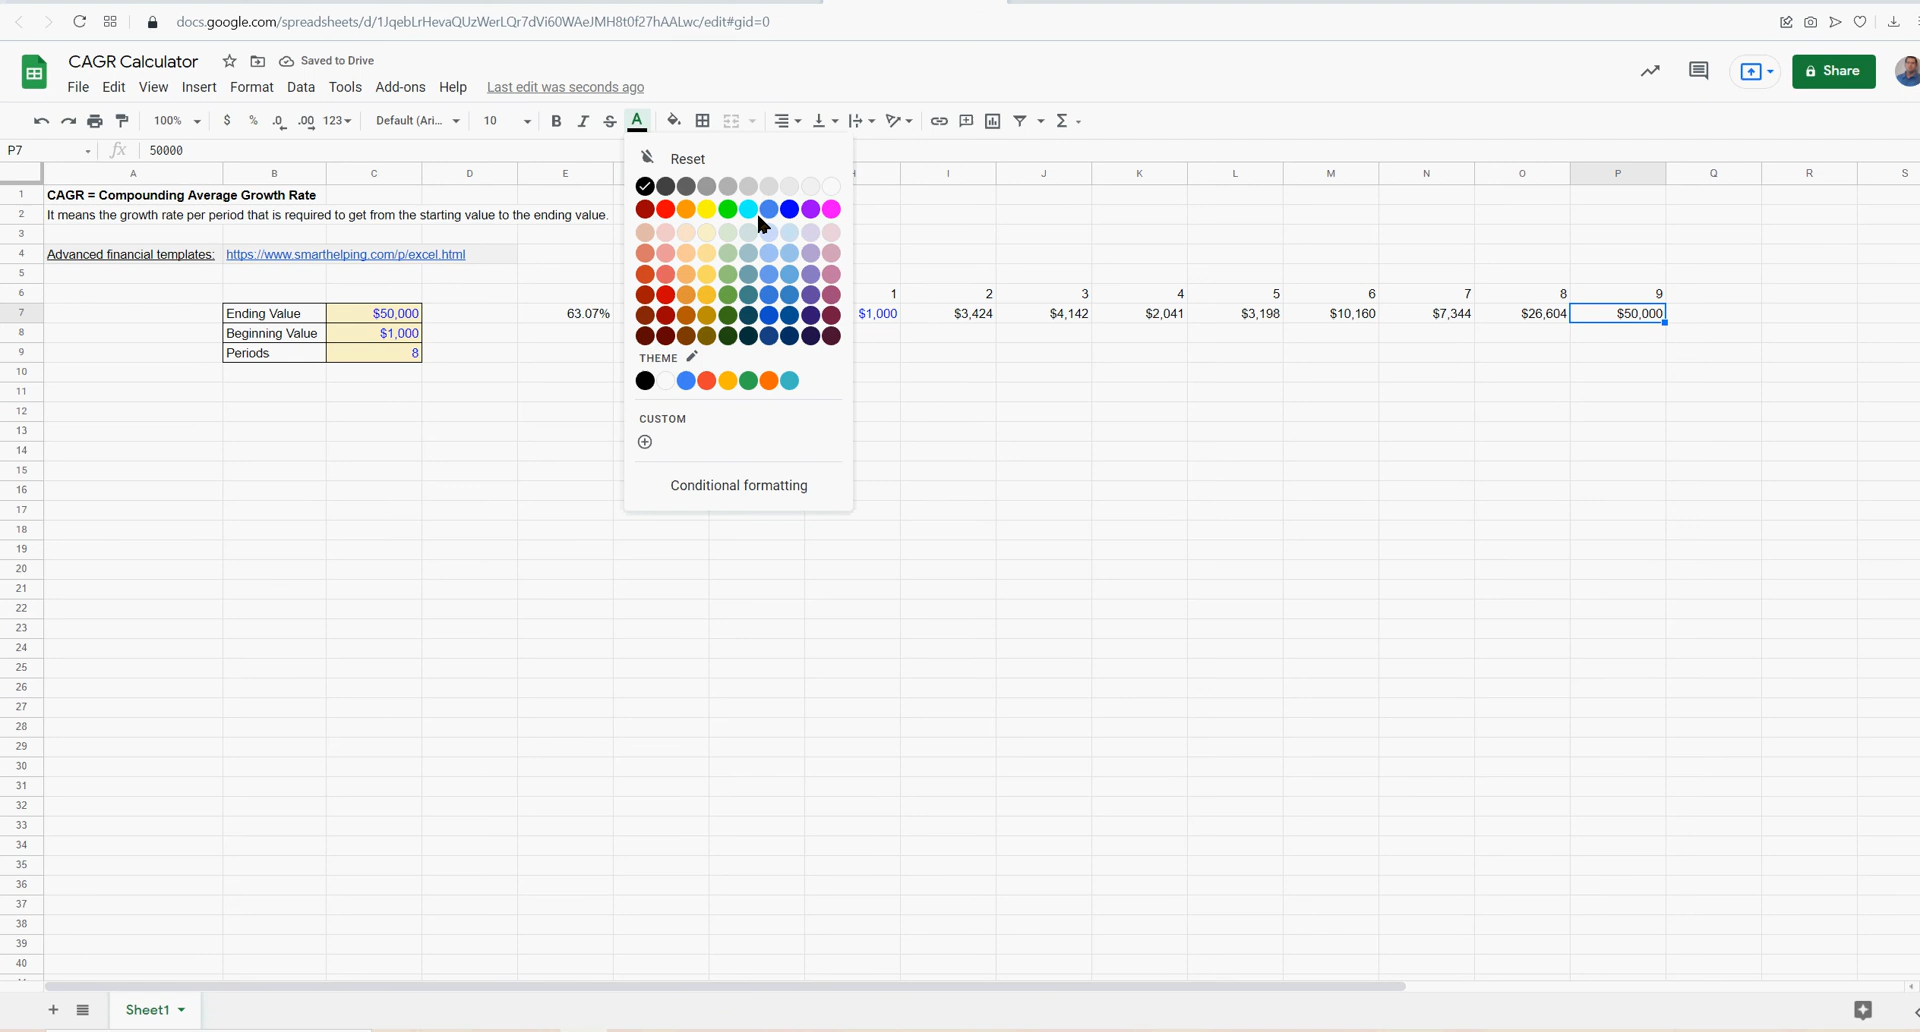 docs.google.com/spreadsheets/d/1JqebLrHevaQUzWerLQr7dVi60WAeJMH8t0f27hAALwc/edit#gid=0
CAGR Calculator Saved to Drive
File Edit View Insert Format Data Tools Add-ons Help Last edit was seconds ago
Share
100% $ % .0 .00 123 Default (Ari... 10 B I S A
P7 fx 50000
Reset
A B C D E H I J K L M N O P Q R S
1 CAGR = Compounding Average Growth Rate
2 It means the growth rate per period that is required to get from the starting value to the ending value.
3
4 Advanced financial templates: https://www.smarthelping.com/p/excel.html
5
6 1 2 3 4 5 6 7 8 9
7 Ending Value $50,000 63.07% $1,000 $3,424 $4,142 $2,041 $3,198 $10,160 $7,344 $26,604 $50,000
8 Beginning Value $1,000
9 Periods 8
THEME
CUSTOM
Conditional formatting
10
11
12
13
14
15
16
17
18
19
20
21
22
23
24
25
26
27
28
29
30
31
32
33
34
35
36
37
38
39
40
Sheet1